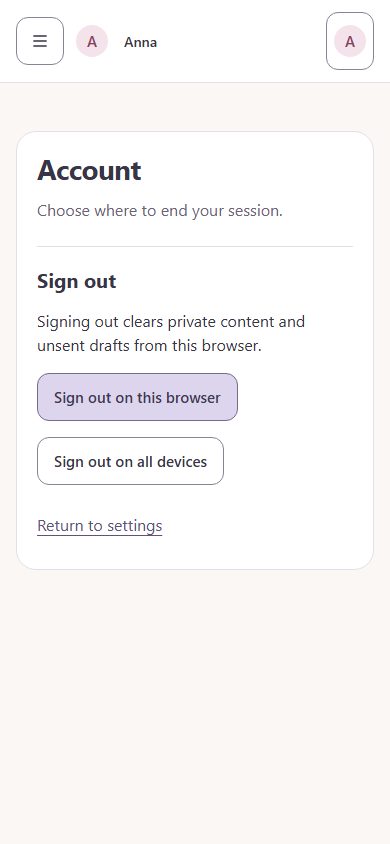 A
Anna
A
Account
Choose where to end your session.
Sign out
Signing out clears private content and
unsent drafts from this browser.
Sign out on this browser
Sign out on all devices
Return to settings